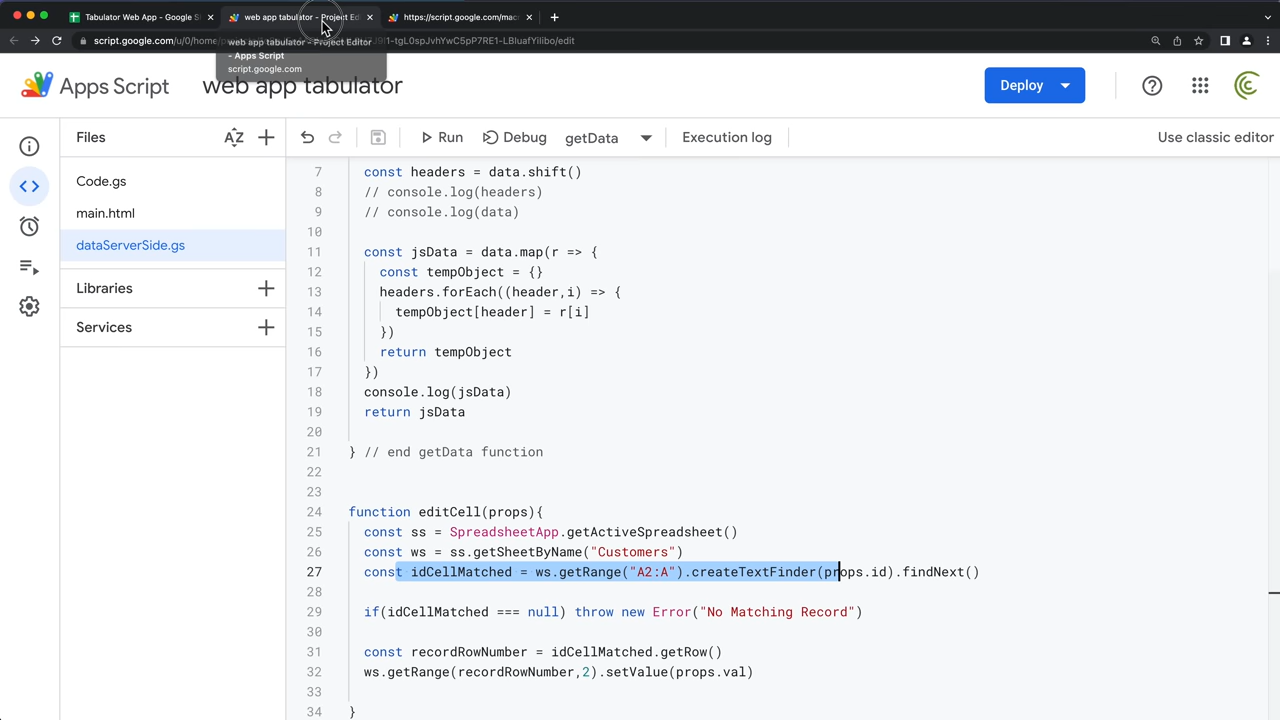 Tabulator Web App - Google S
web app tabulator - Project Ed
https://script.google.com/mac
script.google.com/u/0/home/
/edit
web app tabulator - Project Editor
- Apps Script
script.google.com
Apps Script
web app tabulator
Deploy
Files
Run
Debug
getData
Execution log
Use classic editor
Code.gs
main.html
dataServerSide.gs
Libraries
Services
7 const headers = data.shift()
8 // console.log(headers)
9 // console.log(data)
10
11 const jsData = data.map(r => {
12 const tempObject = {}
13 headers.forEach((header,i) => {
14 tempObject[header] = r[i]
15 })
16 return tempObject
17 })
18 console.log(jsData)
19 return jsData
20
21 } // end getData function
22
23
24 function editCell(props){
25 const ss = SpreadsheetApp.getActiveSpreadsheet()
26 const ws = ss.getSheetByName("Customers")
27 const idCellMatched = ws.getRange("A2:A").createTextFinder(props.id).findNext()
28
29 if(idCellMatched === null) throw new Error("No Matching Record")
30
31 const recordRowNumber = idCellMatched.getRow()
32 ws.getRange(recordRowNumber,2).setValue(props.val)
33
34 }